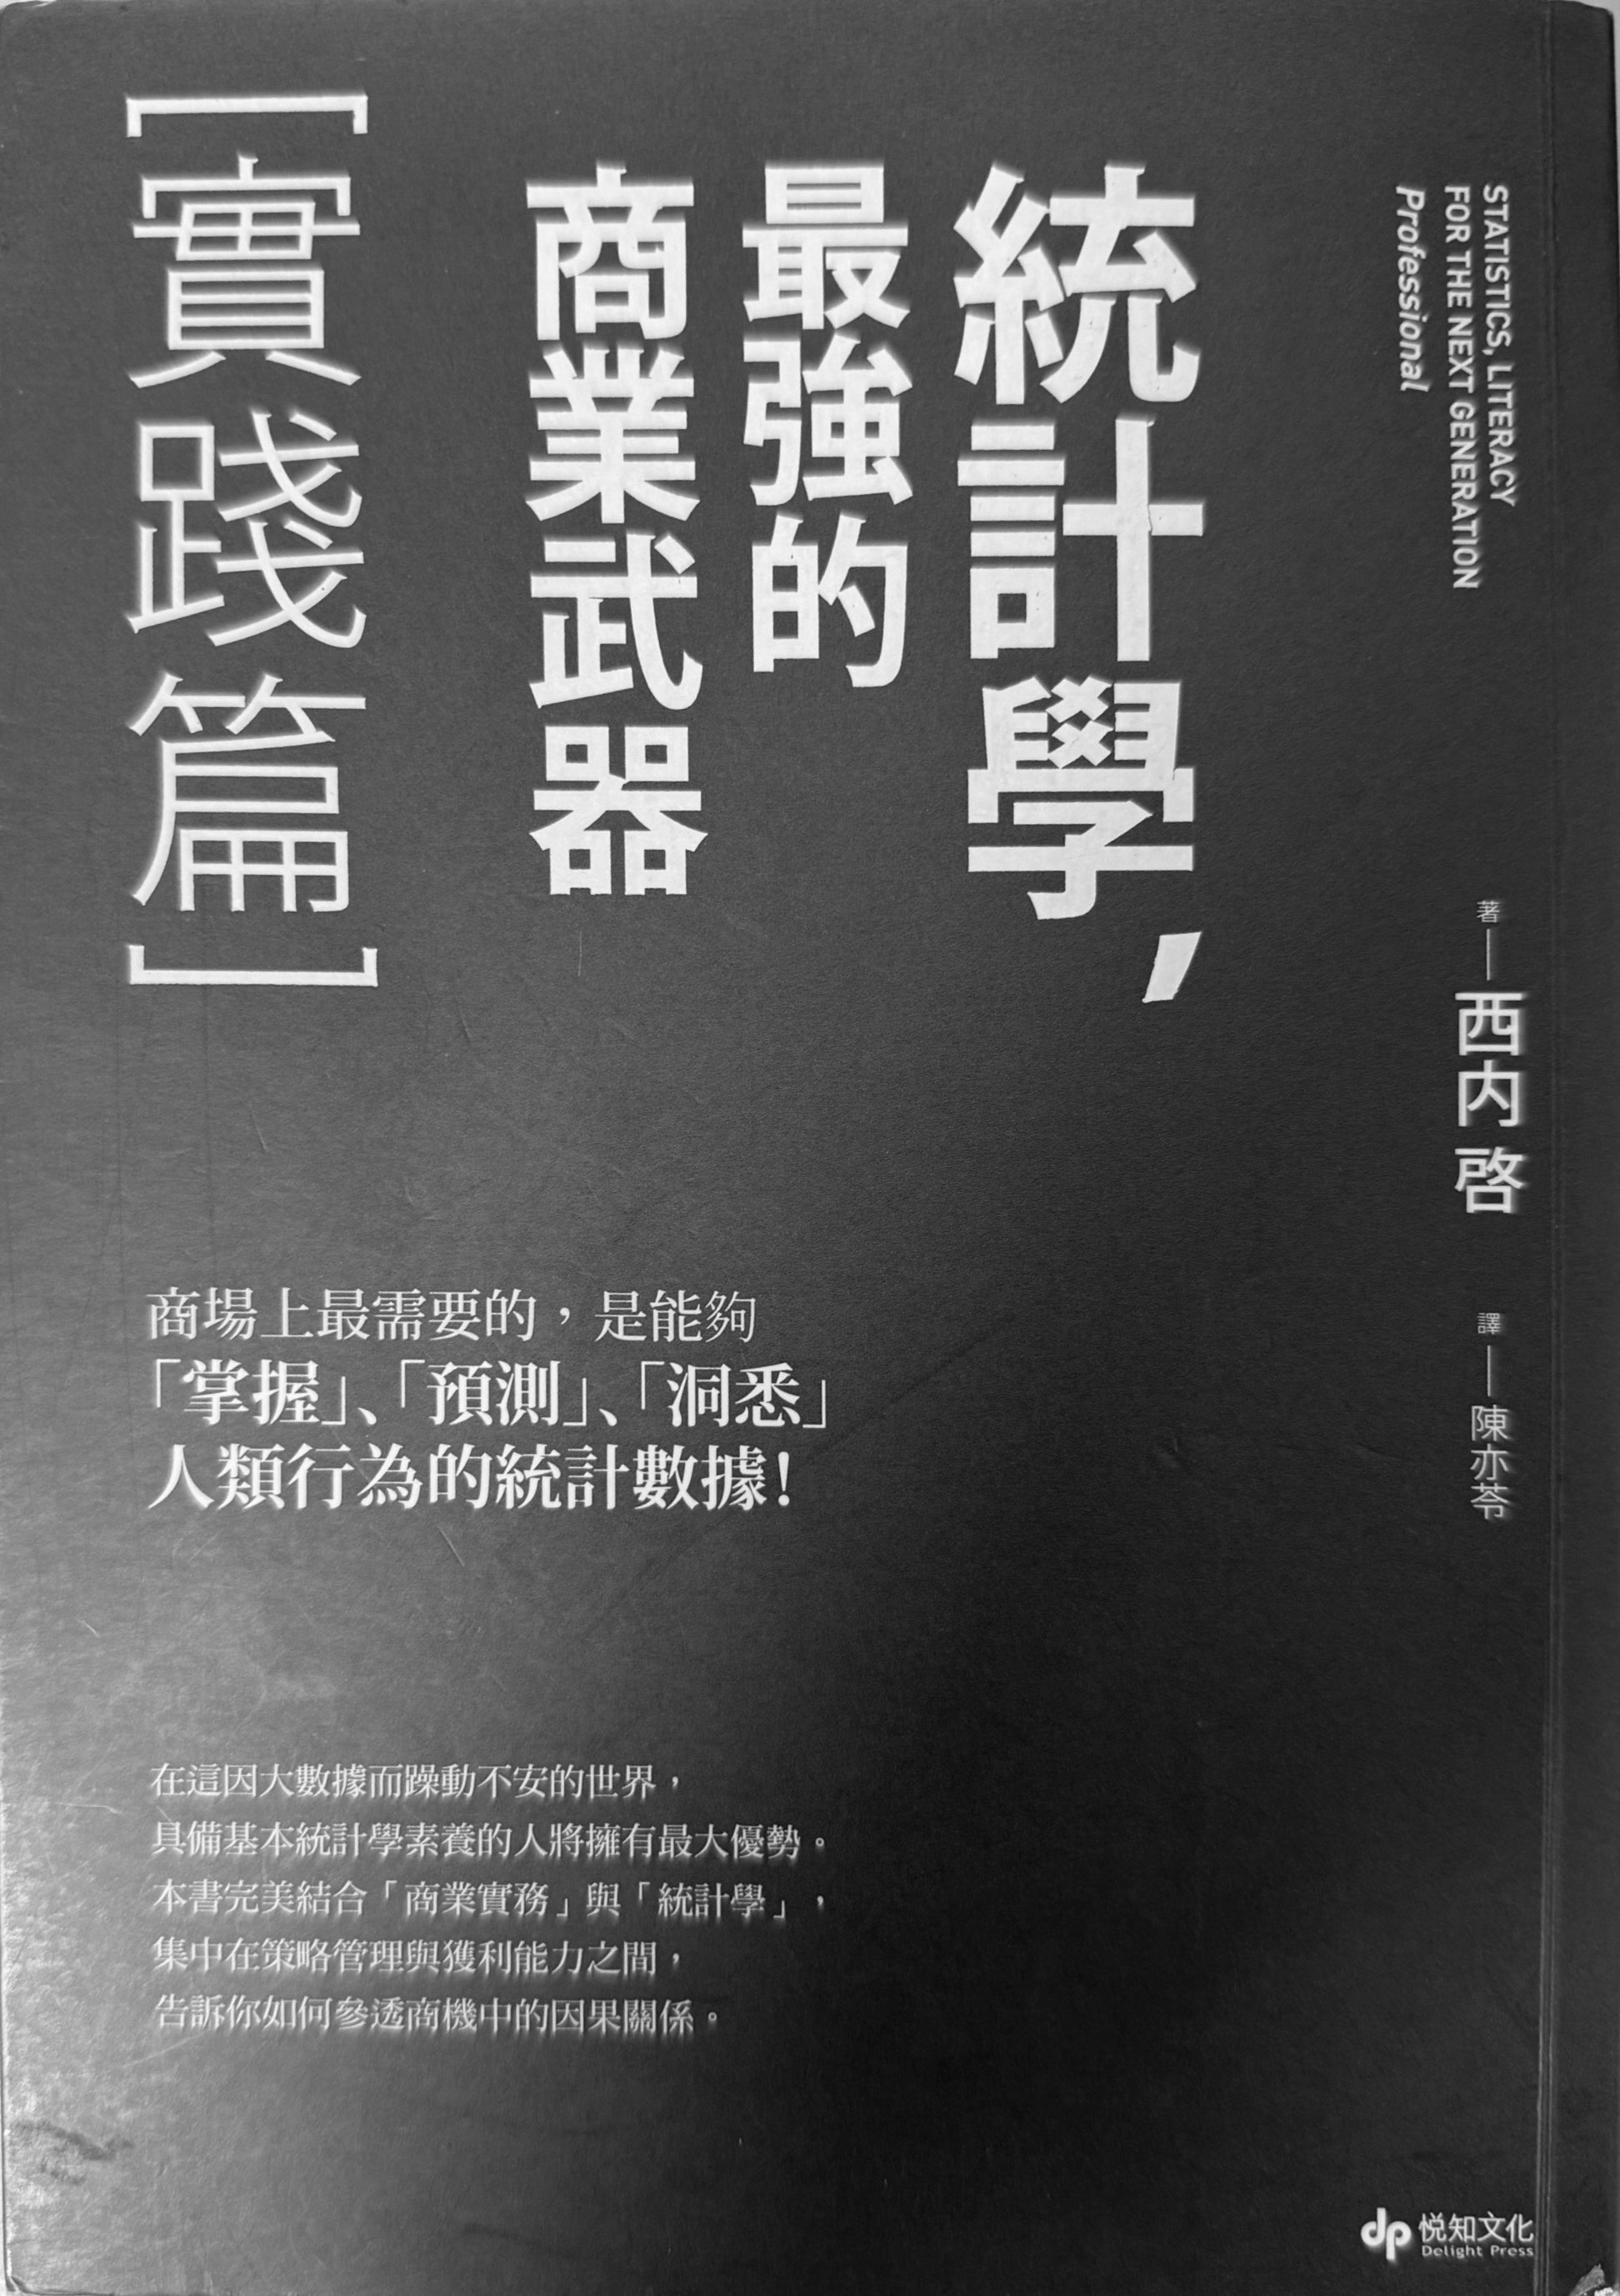 STATISTICS, LITERACY
FOR THE NEXT GENERATION
Professional
統計學，
最強的
商業武器
［實踐篇］
著—西内 啓
譯—陳亦苓
商場上最需要的，是能夠
「掌握」、「預測」、「洞悉」
人類行為的統計數據！
在這因大數據而躁動不安的世界，
具備基本統計學素養的人將擁有最大優勢。
本書完美結合「商業實務」與「統計學」，
集中在策略管理與獲利能力之間，
告訴你如何參透商機中的因果關係。
dp 悅知文化
Delight Press